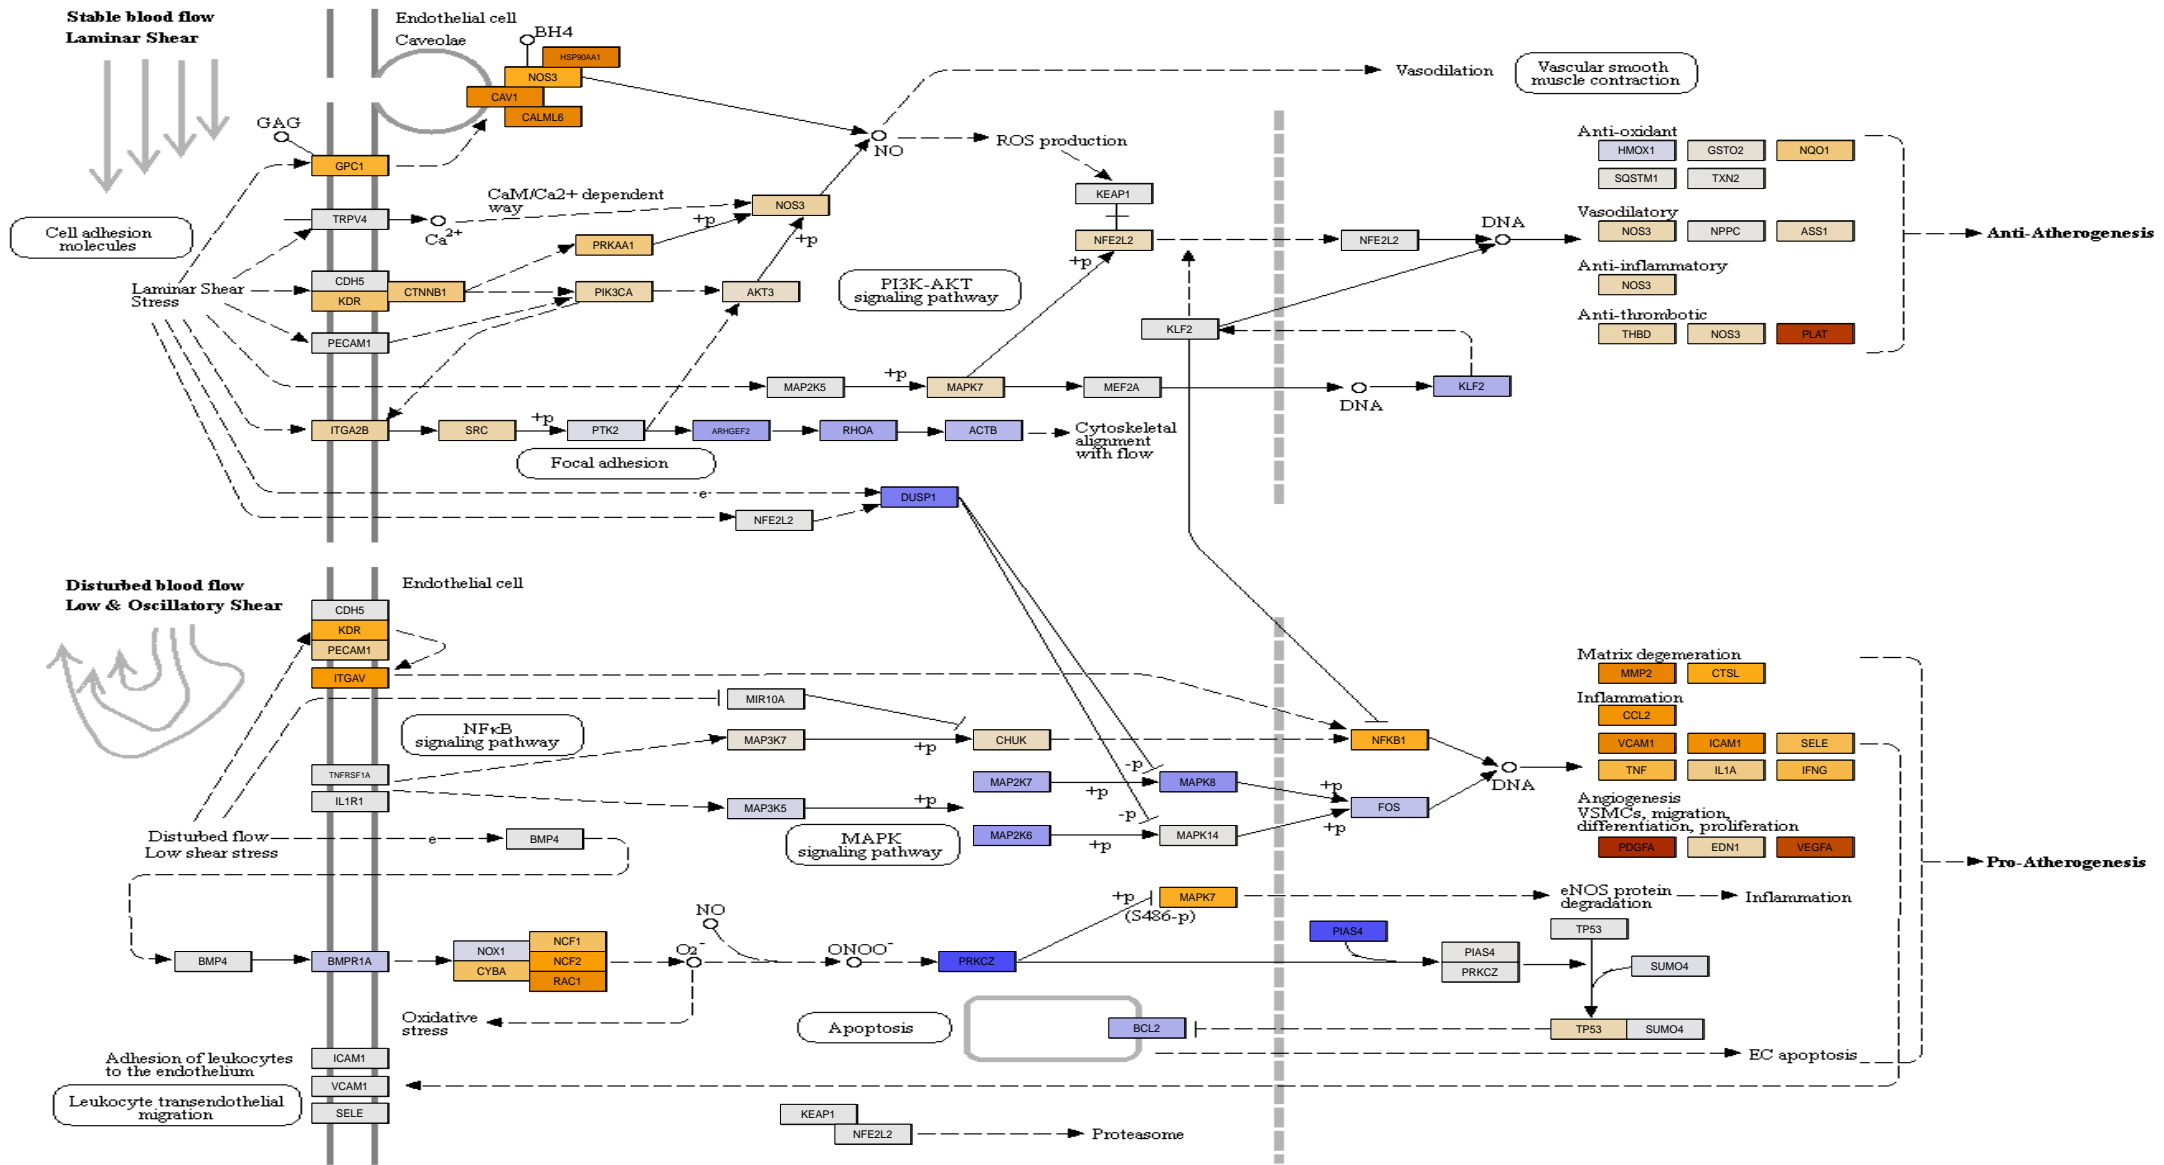 Stable blood flow
Laminar Shear
Endothelial cell
Caveolae
BH4
HSP90AA1
NOS3
CAV1
CALML6
Vasodilation
Vascular smooth
muscle contraction
GAG
GPC1
NO
ROS production
Anti-oxidant
HMOX1
GSTO2
NQO1
SQSTM1
TXN2
CaM/Ca2+ dependent
way
NOS3
KEAP1
TRPV4
Ca2+
+p
+p
Cell adhesion
molecules
PRKAA1
NFE2L2
+p
NFE2L2
DNA
Vasodilatory
NOS3
NPPC
ASS1
Anti-Atherogenesis
Anti-inflammatory
NOS3
Laminar Shear
Stress
CDH5
KDR
CTNNB1
PIK3CA
AKT3
PI3K-AKT
signaling pathway
Anti-thrombotic
THBD
NOS3
PLAT
PECAM1
KLF2
MAP2K5
+p
MAPK7
MEF2A
DNA
KLF2
ITGA2B
SRC
+p
PTK2
ARHGEF2
RHOA
ACTB
Cytoskeletal
alignment
with flow
Focal adhesion
e
DUSP1
NFE2L2
Disturbed blood flow
Low & Oscillatory Shear
Endothelial cell
CDH5
KDR
PECAM1
ITGAV
MIR10A
NFκB
signaling pathway
MAP3K7
+p
CHUK
NFKB1
Matrix degeneration
MMP2
CTSL
Inflammation
CCL2
VCAM1
ICAM1
SELE
TNF
IL1A
IFNG
DNA
TNFRSF1A
IL1R1
MAP3K5
+p
MAP2K7
+p
-p
MAPK8
+p
FOS
MAP2K6
+p
-p
MAPK14
+p
MAPK
signaling pathway
Angiogenesis
VSMCs, migration,
differentiation, proliferation
PDGFA
EDN1
VEGFA
Pro-Atherogenesis
Disturbed flow
Low shear stress
e
BMP4
+p
(S486-p)
MAPK7
eNOS protein
degradation
Inflammation
BMP4
BMPR1A
NOX1
CYBA
NCF1
NCF2
RAC1
O2-
NO
ONOO-
PRKCZ
PIAS4
PIAS4
PRKCZ
TP53
SUMO4
Oxidative
stress
Apoptosis
BCL2
TP53
SUMO4
EC apoptosis
Adhesion of leukocytes
to the endothelium
ICAM1
VCAM1
SELE
Leukocyte transendothelial
migration
KEAP1
NFE2L2
Proteasome